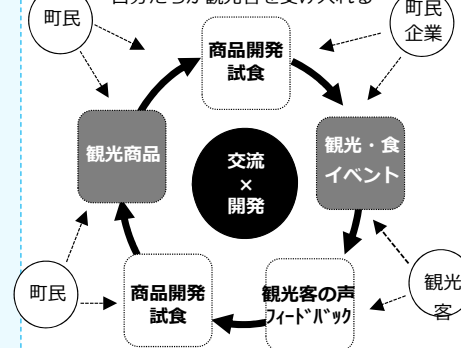 自分たちが観光客を受け入れる
町民
町民
企業
商品開発
試食
観光商品
交流
×
開発
観光・食
イベント
町民
商品開発
試食
観光客の声
ﾌｨｰﾄﾞﾊﾞｯｸ
観光
客